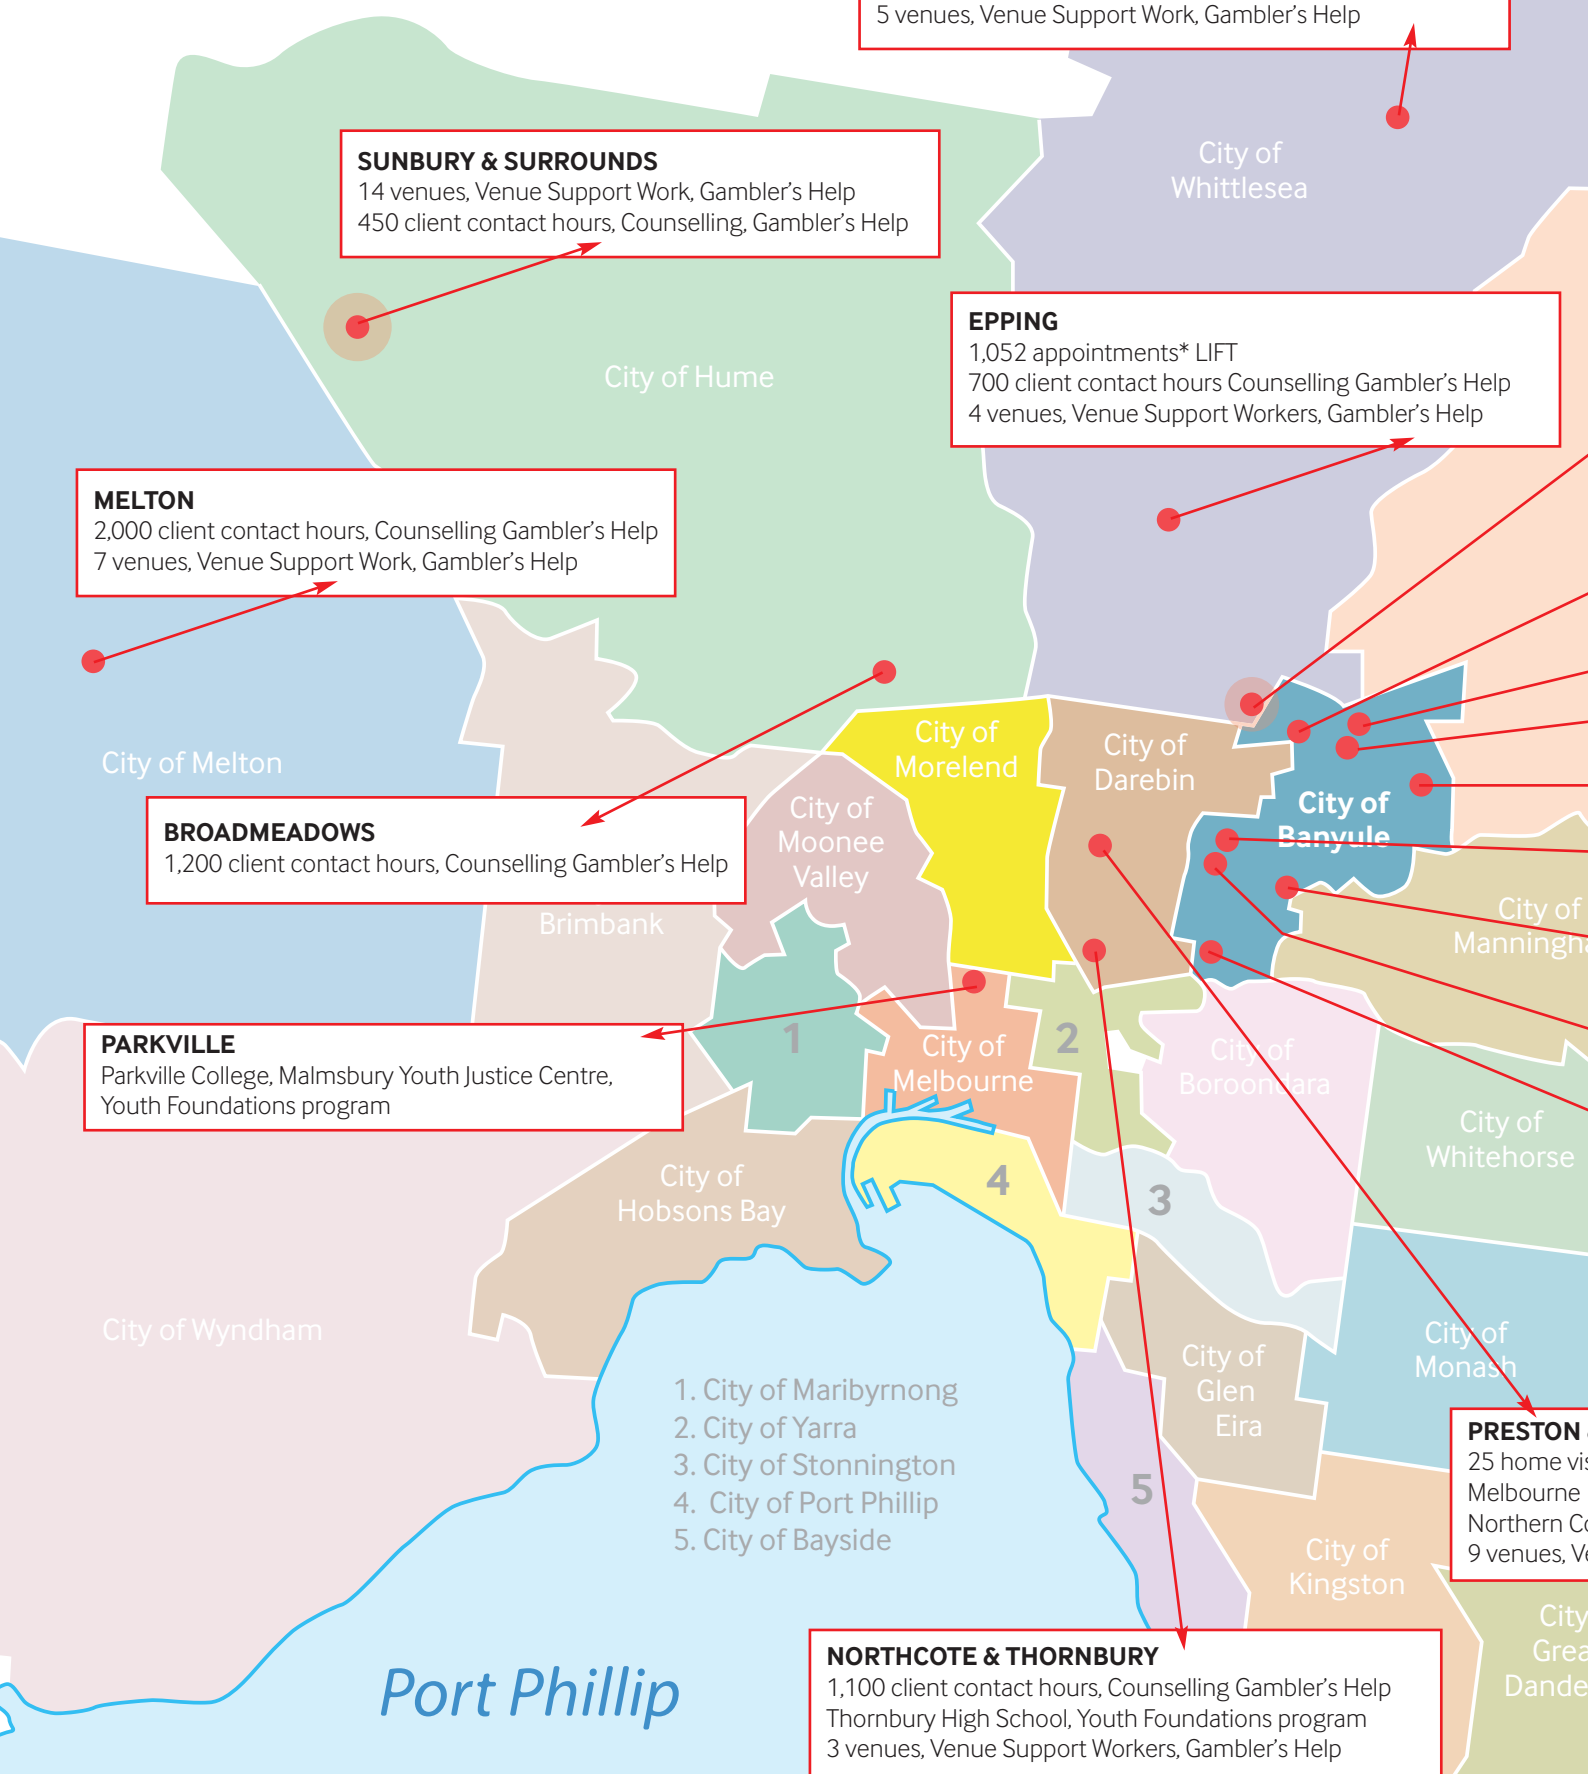 5 venues, Venue Support Work, Gambler's Help
City of
Whittlesea
SUNBURY & SURROUNDS
14 venues, Venue Support Work, Gambler's Help
450 client contact hours, Counselling, Gambler's Help
EPPING
1,052 appointments* LIFT
700 client contact hours Counselling Gambler's Help
4 venues, Venue Support Workers, Gambler's Help
City of Hume
MELTON
2,000 client contact hours, Counselling Gambler's Help
7 venues, Venue Support Work, Gambler's Help
City of Melton
City of
Morelend
City of
Darebin
City of
Banyule
City of
Moonee
Valley
BROADMEADOWS
1,200 client contact hours, Counselling Gambler's Help
Brimbank
City of
PARKVILLE
Parkville College, Malmsbury Youth Justice Centre,
Youth Foundations program
1
City of
Melbourne
2
City of
Boroondara
City of
Whitehorse
City of
Hobsons Bay
4
3
City of Wyndham
City of
Glen
Eira
City of
Monash
1. City of Maribyrnong
2. City of Yarra
3. City of Stonnington
4. City of Port Phillip
5. City of Bayside
5
PRESTON
25 home
Melbourne
Northern
9 venues,
City of
Kingston
City
Port Phillip
NORTHCOTE & THORNBURY
1,100 client contact hours, Counselling Gambler's Help
Thornbury High School, Youth Foundations program
3 venues, Venue Support Workers, Gambler's Help